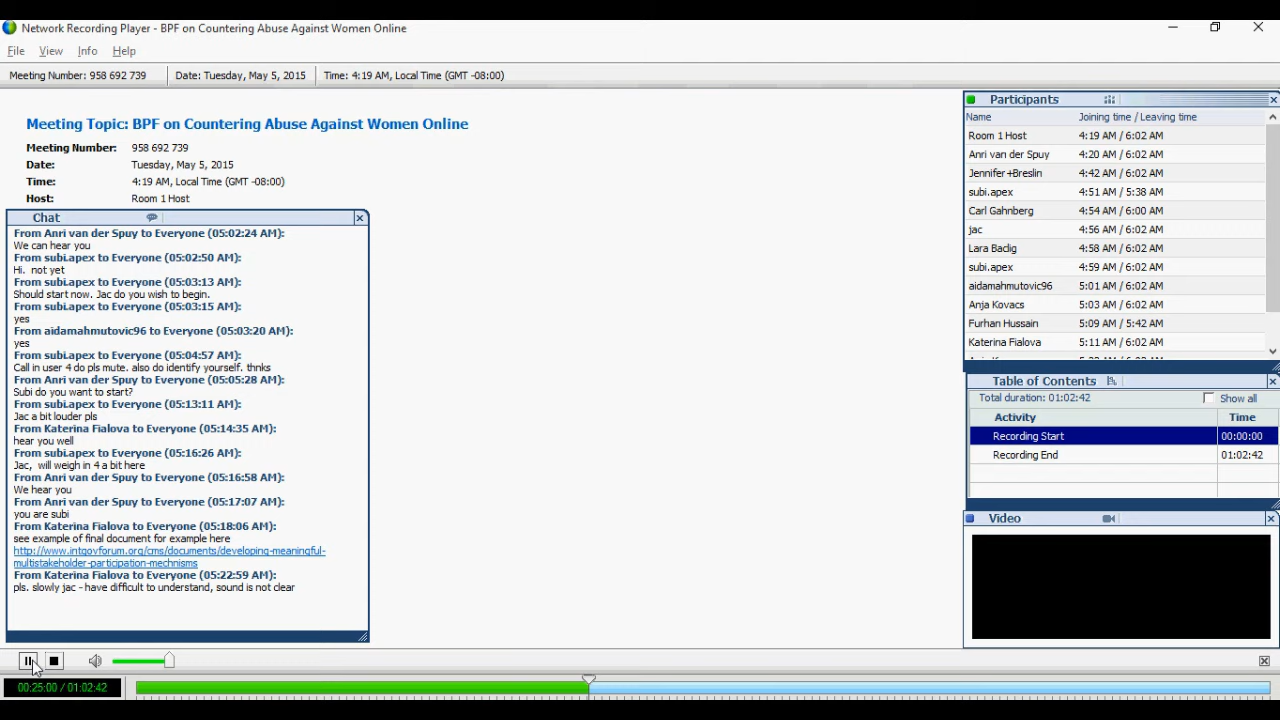 Network Recording Player - BPF on Countering Abuse Against Women Online
File View Info Help
Meeting Number: 958 692 739 Date: Tuesday, May 5, 2015 Time: 4:19 AM, Local Time (GMT -08:00)
Meeting Topic: BPF on Countering Abuse Against Women Online
Meeting Number: 958 692 739
Date: Tuesday, May 5, 2015
Time: 4:19 AM, Local Time (GMT -08:00)
Host: Room 1 Host
Chat
From Anri van der Spuy to Everyone (05:02:24 AM):
We can hear you
From subi.apex to Everyone (05:02:50 AM):
Hi. not yet
From subi.apex to Everyone (05:03:13 AM):
Should start now. Jac do you wish to begin.
From subi.apex to Everyone (05:03:15 AM):
yes
From aidamahmutovic96 to Everyone (05:03:20 AM):
yes
From subi.apex to Everyone (05:04:57 AM):
Call in user 4 do pls mute. also do identify yourself. thnks
From Anri van der Spuy to Everyone (05:05:28 AM):
Subi do you want to start?
From subi.apex to Everyone (05:13:11 AM):
Jac a bit louder pls
From Katerina Fialova to Everyone (05:14:35 AM):
hear you well
From subi.apex to Everyone (05:16:26 AM):
Jac, will weigh in 4 a bit here
From Anri van der Spuy to Everyone (05:16:58 AM):
We hear you
From Anri van der Spuy to Everyone (05:17:07 AM):
you are subi
From Katerina Fialova to Everyone (05:18:06 AM):
see example of final document for example here
http://www.intgovforum.org/cms/documents/developing-meaningful-
multistakeholder-participation-mechnisms
From Katerina Fialova to Everyone (05:22:59 AM):
pls. slowly jac - have difficult to understand, sound is not clear
Participants
Name Joining time / Leaving time
Room 1 Host 4:19 AM / 6:02 AM
Anri van der Spuy 4:20 AM / 6:02 AM
Jennifer+Breslin 4:42 AM / 6:02 AM
subi.apex 4:51 AM / 5:38 AM
Carl Gahnberg 4:54 AM / 6:00 AM
jac 4:56 AM / 6:02 AM
Lara Badig 4:58 AM / 6:02 AM
subi.apex 4:59 AM / 6:02 AM
aidamahmutovic96 5:01 AM / 6:02 AM
Anja Kovacs 5:03 AM / 6:02 AM
Furhan Hussain 5:09 AM / 5:42 AM
Katerina Fialova 5:11 AM / 6:02 AM
Table of Contents
Total duration: 01:02:42 Show all
Activity Time
Recording Start 00:00:00
Recording End 01:02:42
Video
00:25:00 / 01:02:42